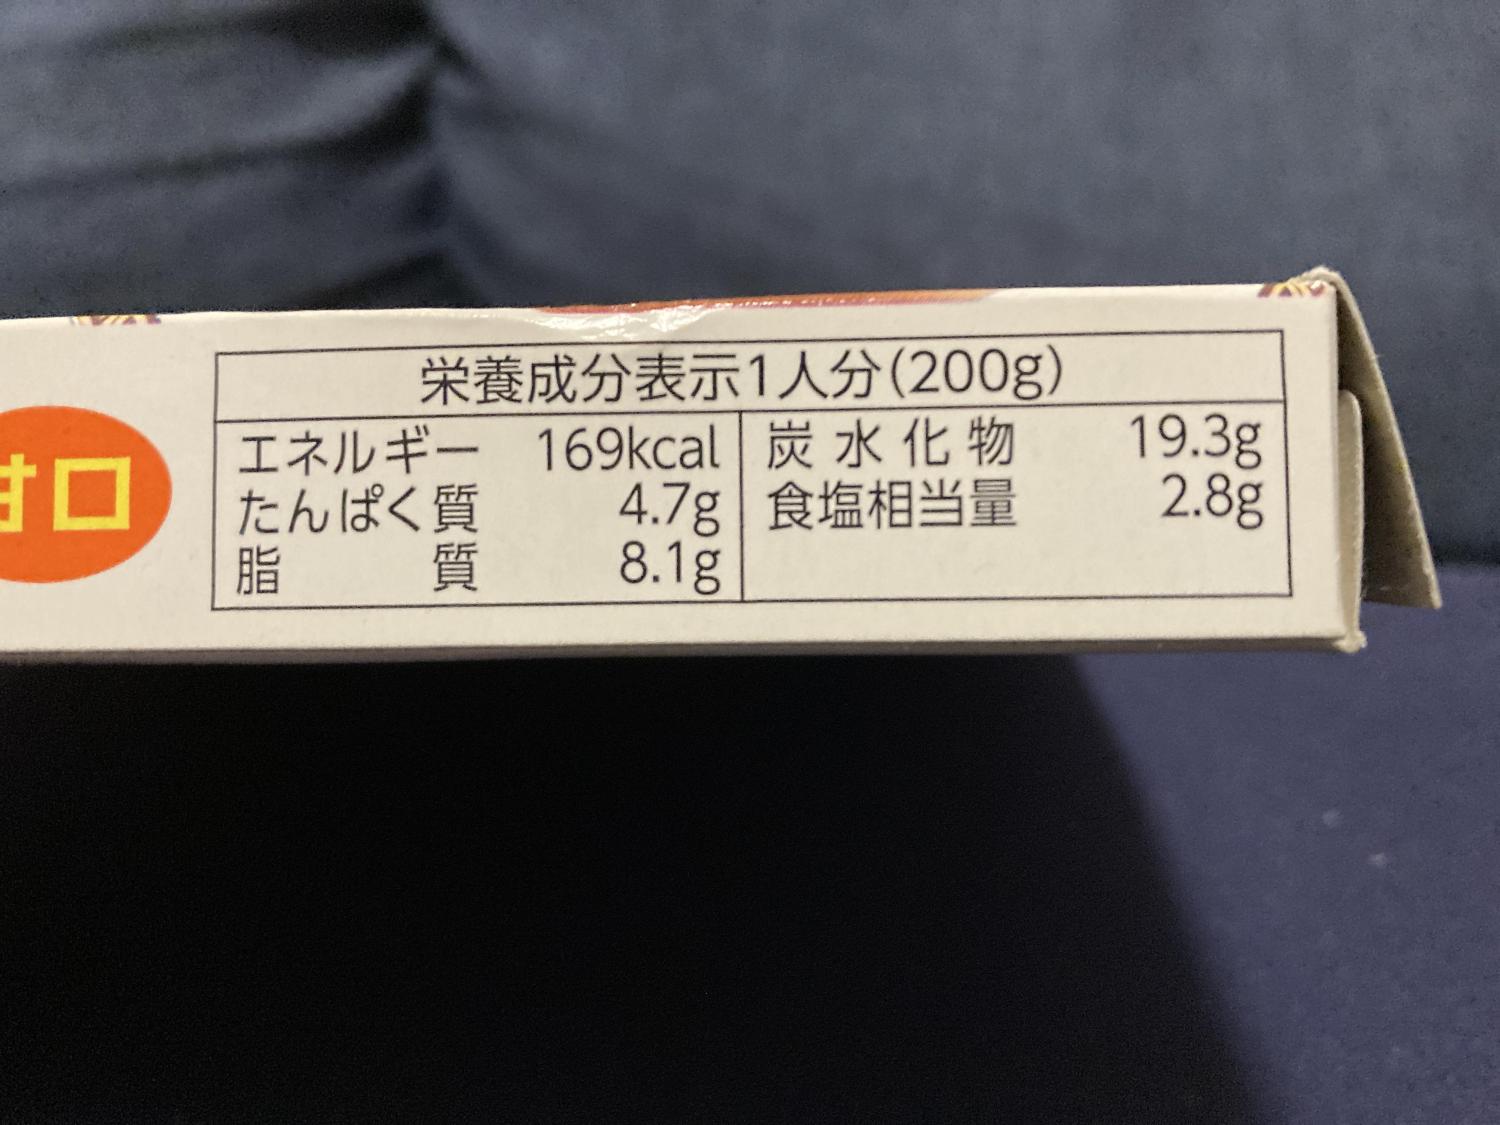 甘口
栄養成分表示1人分(200g)
エネルギー 169kcal
たんぱく質 4.7g
脂質 8.1g
炭水化物 19.3g
食塩相当量 2.8g